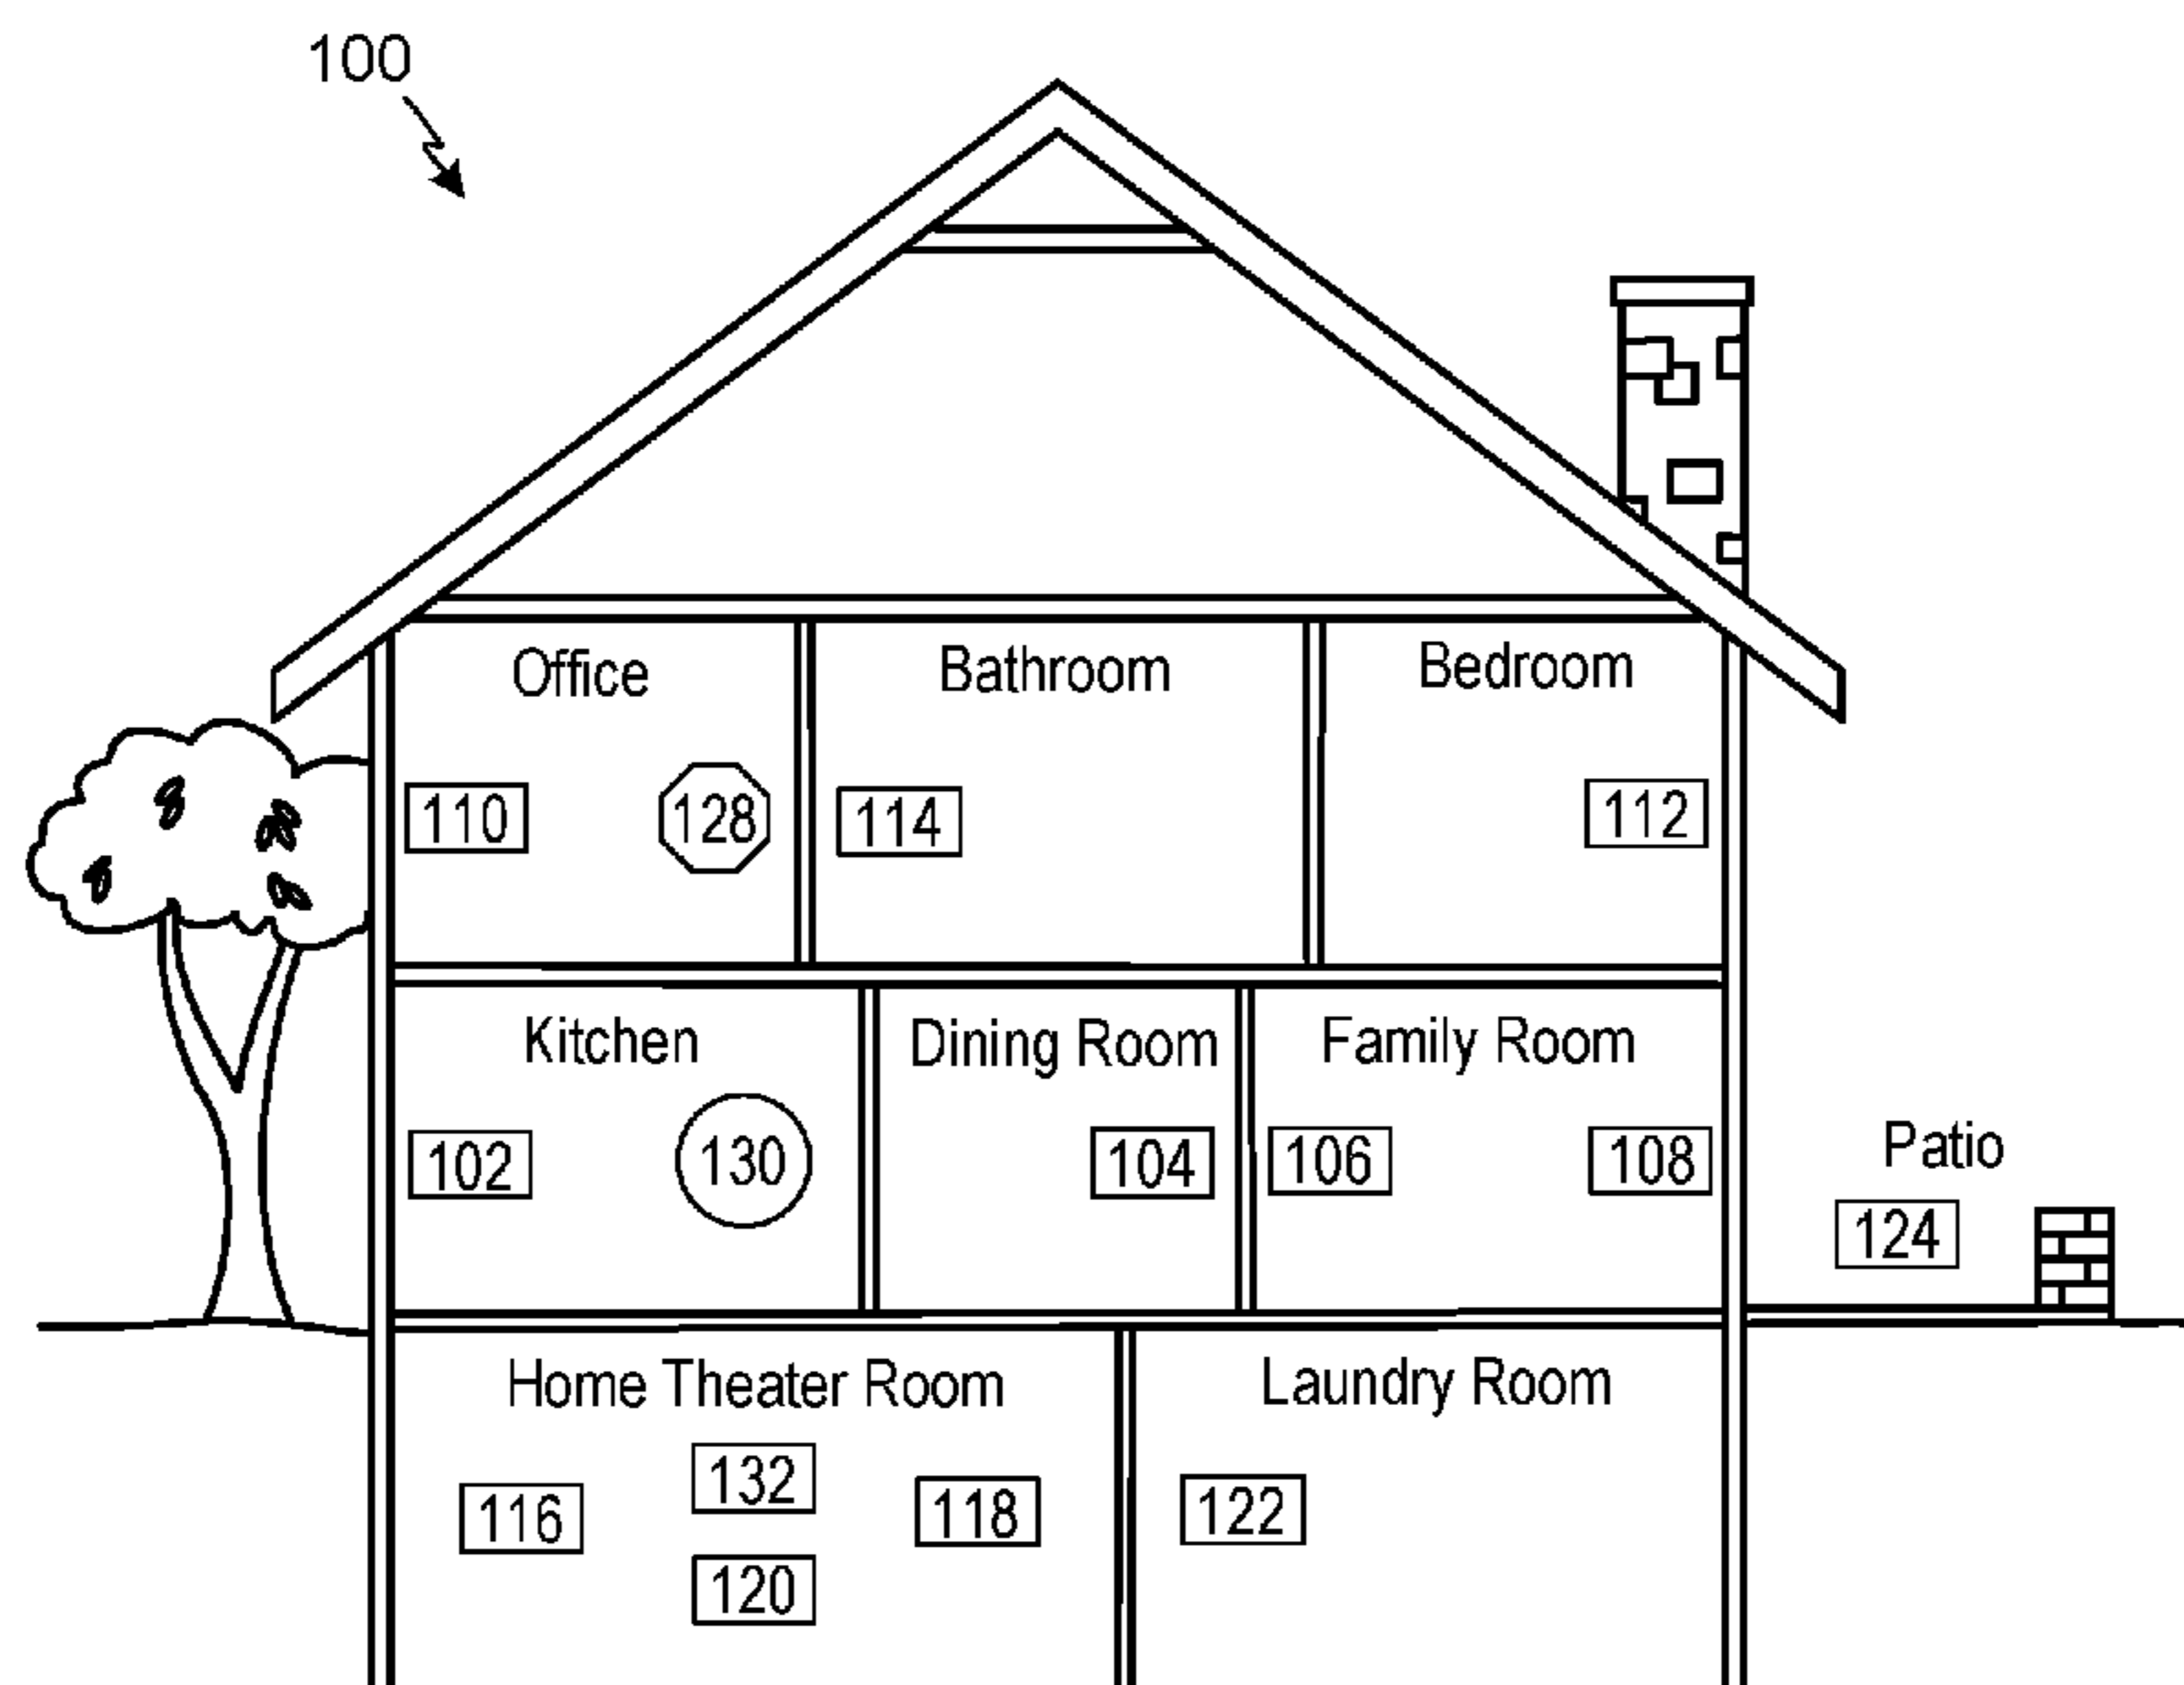 100
Office
Bathroom
Bedroom
110
128
114
112
Kitchen
Dining Room
Family Room
102
130
104
106
108
Patio
124
Home Theater Room
Laundry Room
132
116
118
122
120